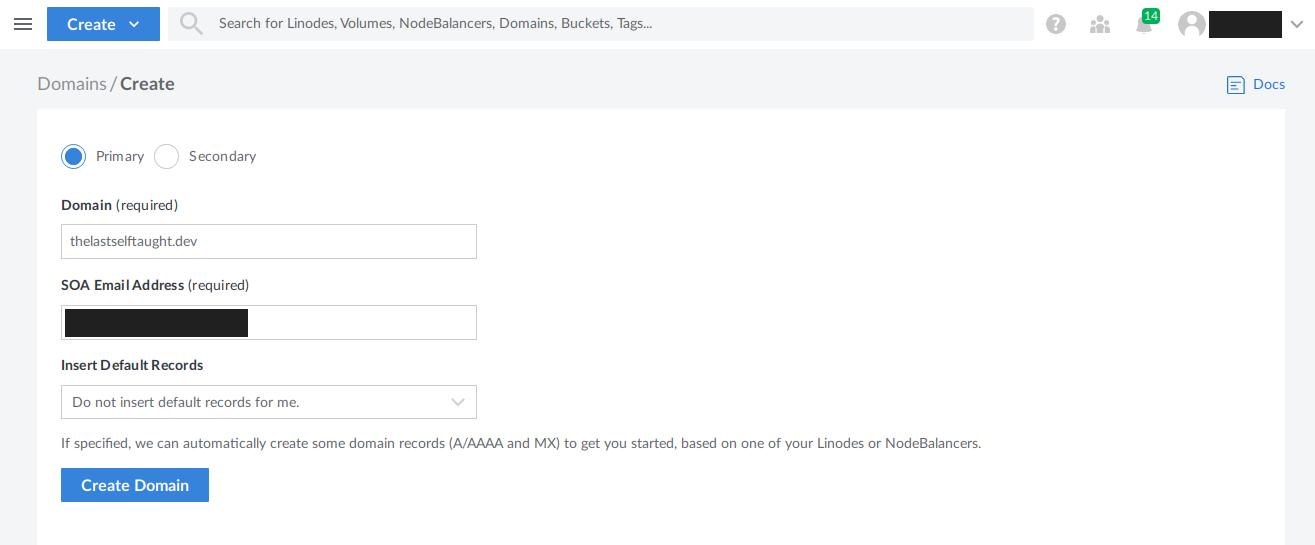 Create
Search for Linodes, Volumes, NodeBalancers, Domains, Buckets, Tags...
?
14
Domains / Create
Docs
Primary
Secondary
Domain (required)
thelastselftaught.dev
SOA Email Address (required)
Insert Default Records
Do not insert default records for me.
If specified, we can automatically create some domain records (A/AAAA and MX) to get you started, based on one of your Linodes or NodeBalancers.
Create Domain